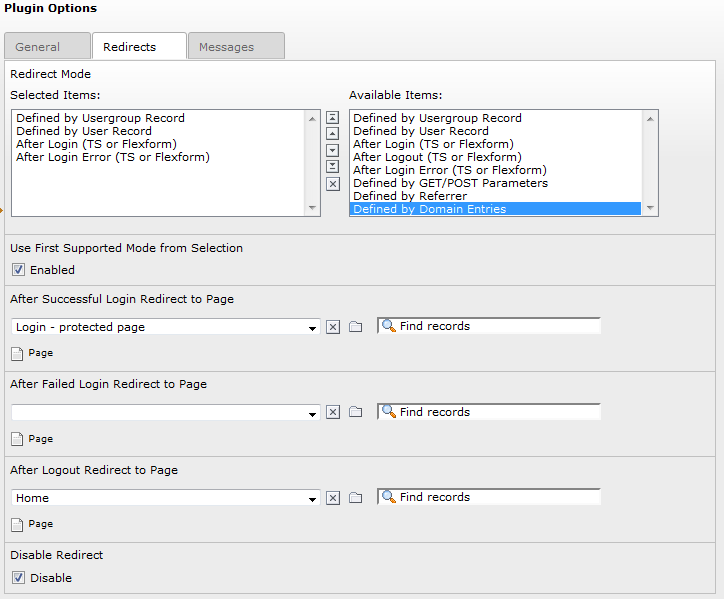 Plugin Options
General
Redirects
Messages
Redirect Mode
Selected Items:
Available Items:
Defined by Usergroup Record
Defined by User Record
After Login (TS or Flexform)
After Login Error (TS or Flexform)
Defined by Usergroup Record
Defined by User Record
After Login (TS or Flexform)
After Logout (TS or Flexform)
After Login Error (TS or Flexform)
Defined by GET/POST Parameters
Defined by Referrer
Defined by Domain Entries
Use First Supported Mode from Selection
Enabled
After Successful Login Redirect to Page
Login - protected page
Find records
Page
After Failed Login Redirect to Page
Find records
Page
After Logout Redirect to Page
Home
Find records
Page
Disable Redirect
Disable